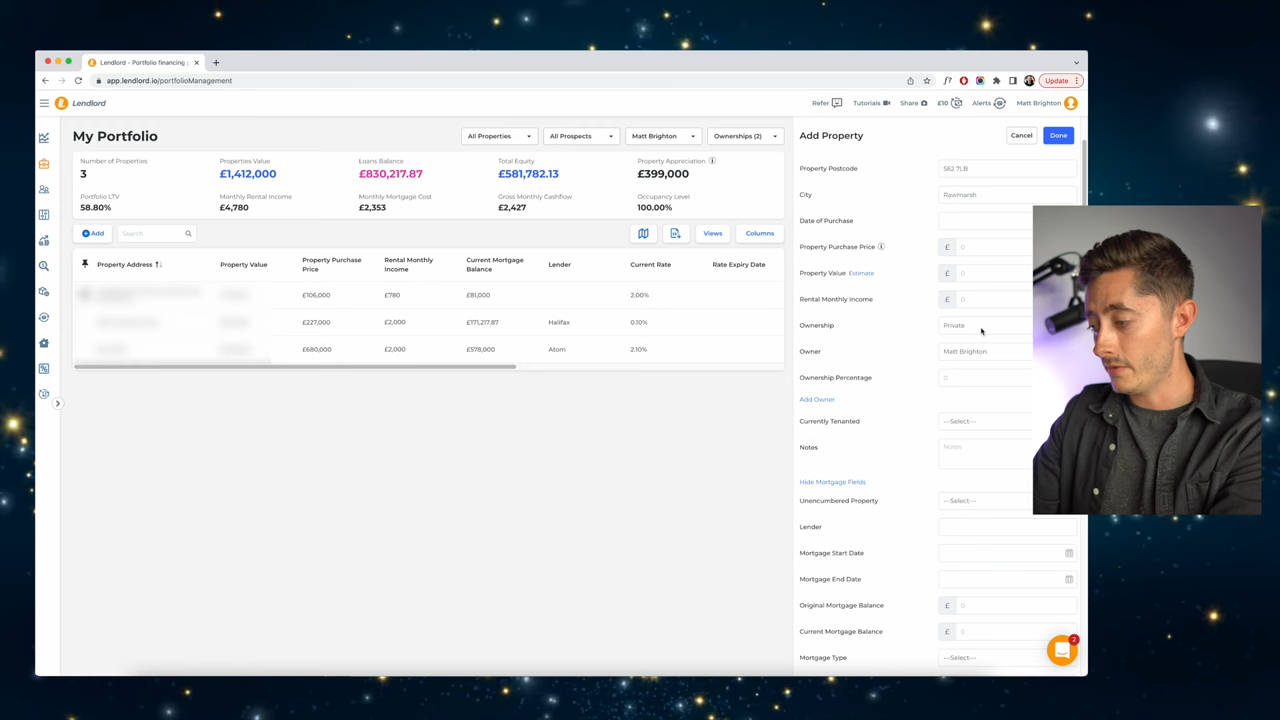 Lendlord - Portfolio financing
app.lendlord.io/portfolioManagement
Update
Lendlord
Refer
Tutorials
Share
£10
Alerts
Matt Brighton
My Portfolio
All Properties
All Prospects
Matt Brighton
Ownerships (2)
Number of Properties
Properties Value
Loans Balance
Total Equity
Property Appreciation
3
£1,412,000
£830,217.87
£581,782.13
£399,000
Portfolio LTV
Monthly Rental Income
Monthly Mortgage Cost
Gross Monthly Cashflow
Occupancy Level
58.80%
£4,780
£2,353
£2,427
100.00%
Add
Search
Views
Columns
Property Address
Property Value
Property Purchase Price
Rental Monthly Income
Current Mortgage Balance
Lender
Current Rate
Rate Expiry Date
£106,000
£780
£81,000
2.00%
£227,000
£2,000
£171,217.87
Halifax
0.10%
£680,000
£2,000
£578,000
Atom
2.10%
Add Property
Cancel
Done
Property Postcode
S62 7LB
City
Rawmarsh
Date of Purchase
Property Purchase Price
£ 0
Property Value Estimate
£ 0
Rental Monthly Income
£ 0
Ownership
Private
Owner
Matt Brighton
Ownership Percentage
0
Add Owner
Currently Tenanted
---Select---
Notes
Notes
Hide Mortgage Fields
Unencumbered Property
---Select---
Lender
Mortgage Start Date
Mortgage End Date
Original Mortgage Balance
£ 0
Current Mortgage Balance
£ 0
Mortgage Type
---Select---
2